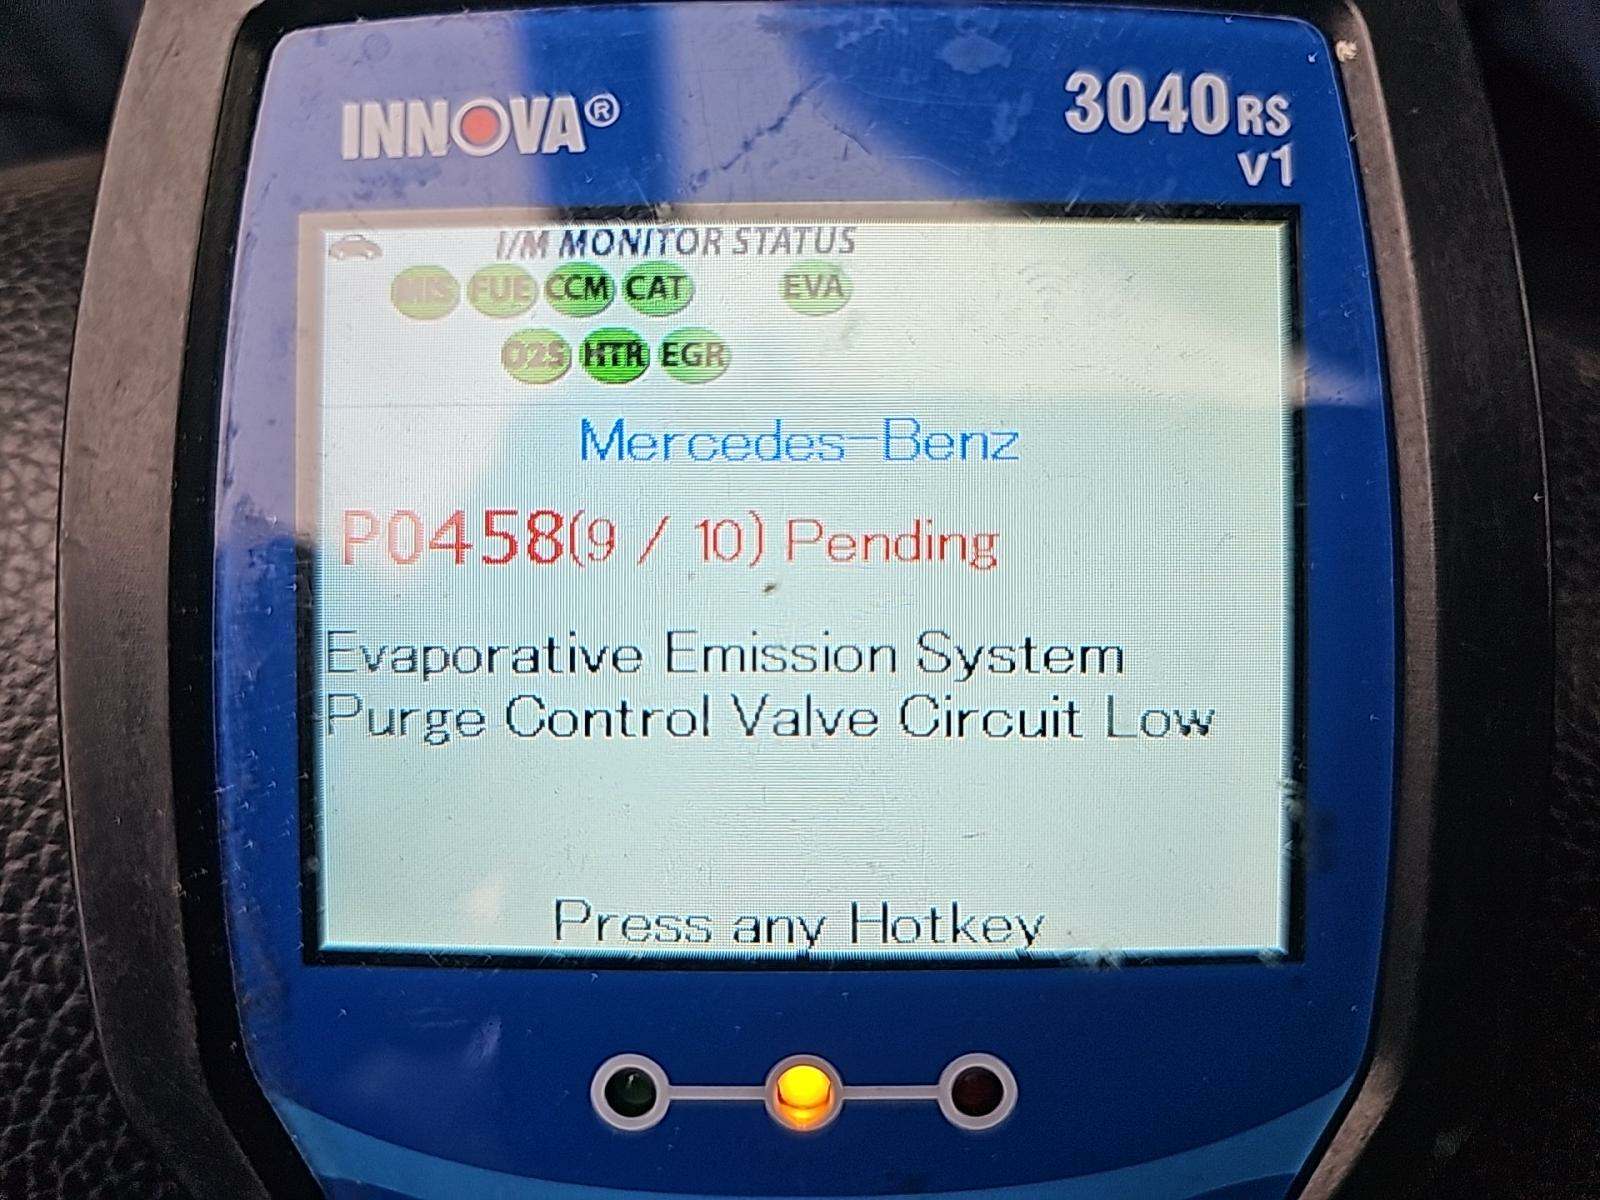 INNOVA®
3040RS
v1
I/M MONITOR STATUS
MIS FUE CCM CAT EVA
O2S HTR EGR
Mercedes-Benz
P0458(9 / 10) Pending
Evaporative Emission System
Purge Control Valve Circuit Low
Press any Hotkey